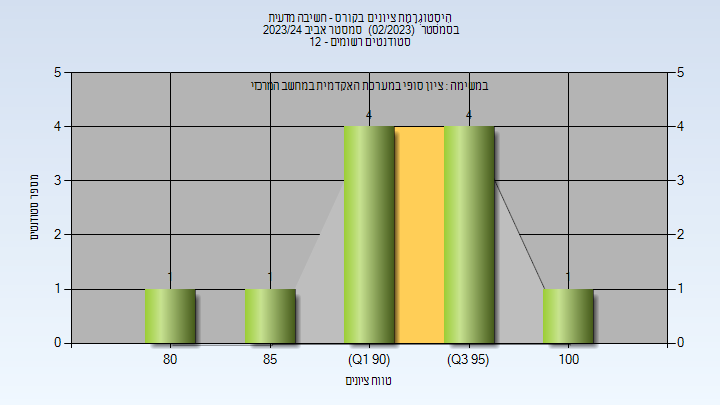 היסטוגרמת ציונים בקורס - חשיבה מדעית
בסמסטר (02/2023) סמסטר אביב 2023/24
סטודנטים רשומים - 12
במשימה : ציון סופי במערכת האקדמית במחשב המרכזי
מספר סטודנטים
5
4
3
2
1
0
5
4
3
2
1
0
1
1
4
4
1
80
85
(Q1 90)
(Q3 95)
100
טווח ציונים